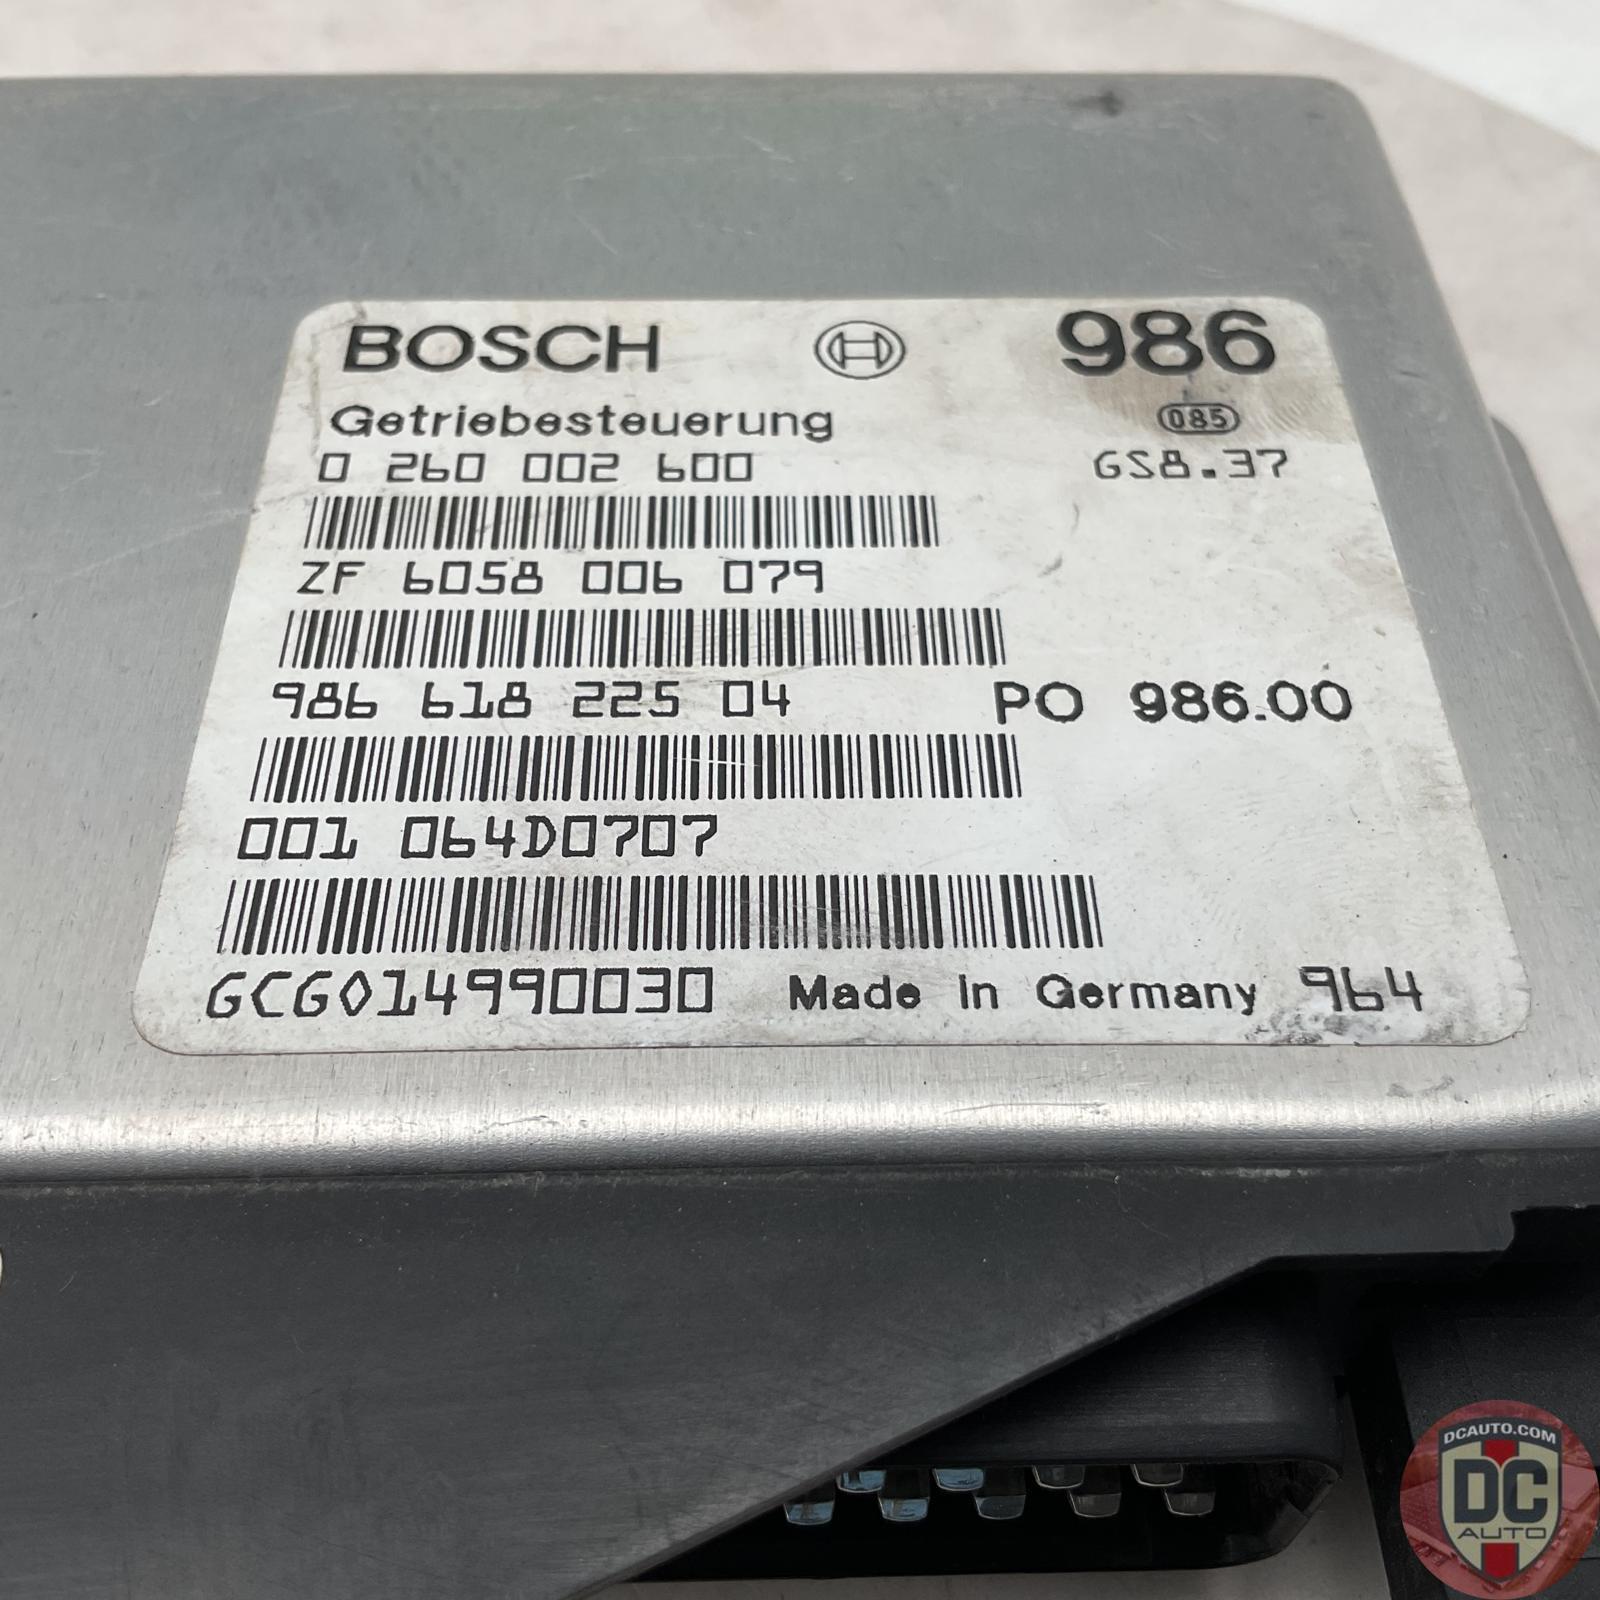 BOSCH 986
Getriebesteuerung 085
0 260 002 600 GS8.37
ZF 6058 006 079
986 618 225 04 PO 986.00
001 064D0707
GCG014990030 Made in Germany 964
DCAUTO.COM
DC
AUTO